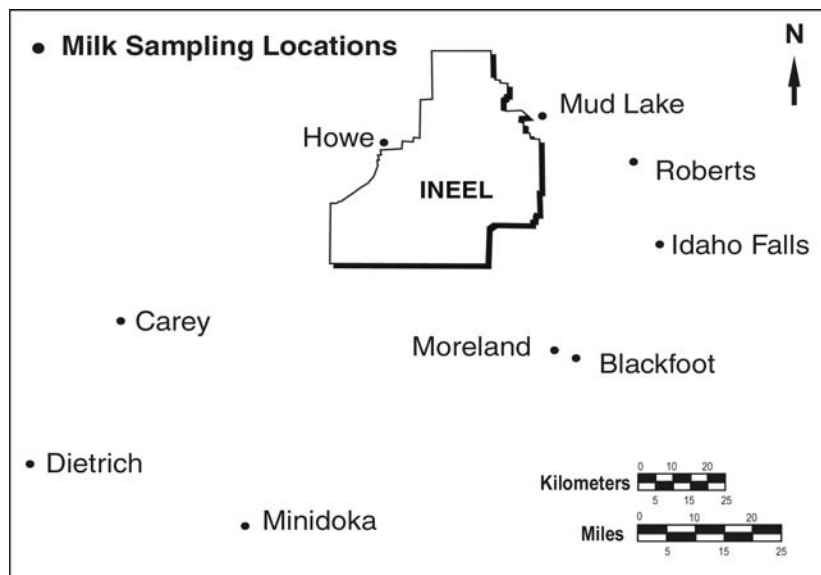 Milk Sampling Locations
N
Mud Lake
Howe
Roberts
INEEL
Idaho Falls
Carey
Moreland
Blackfoot
Dietrich
Minidoka
0 10 20
Kilometers
5 15 25
0 10 20
Miles
5 15 25